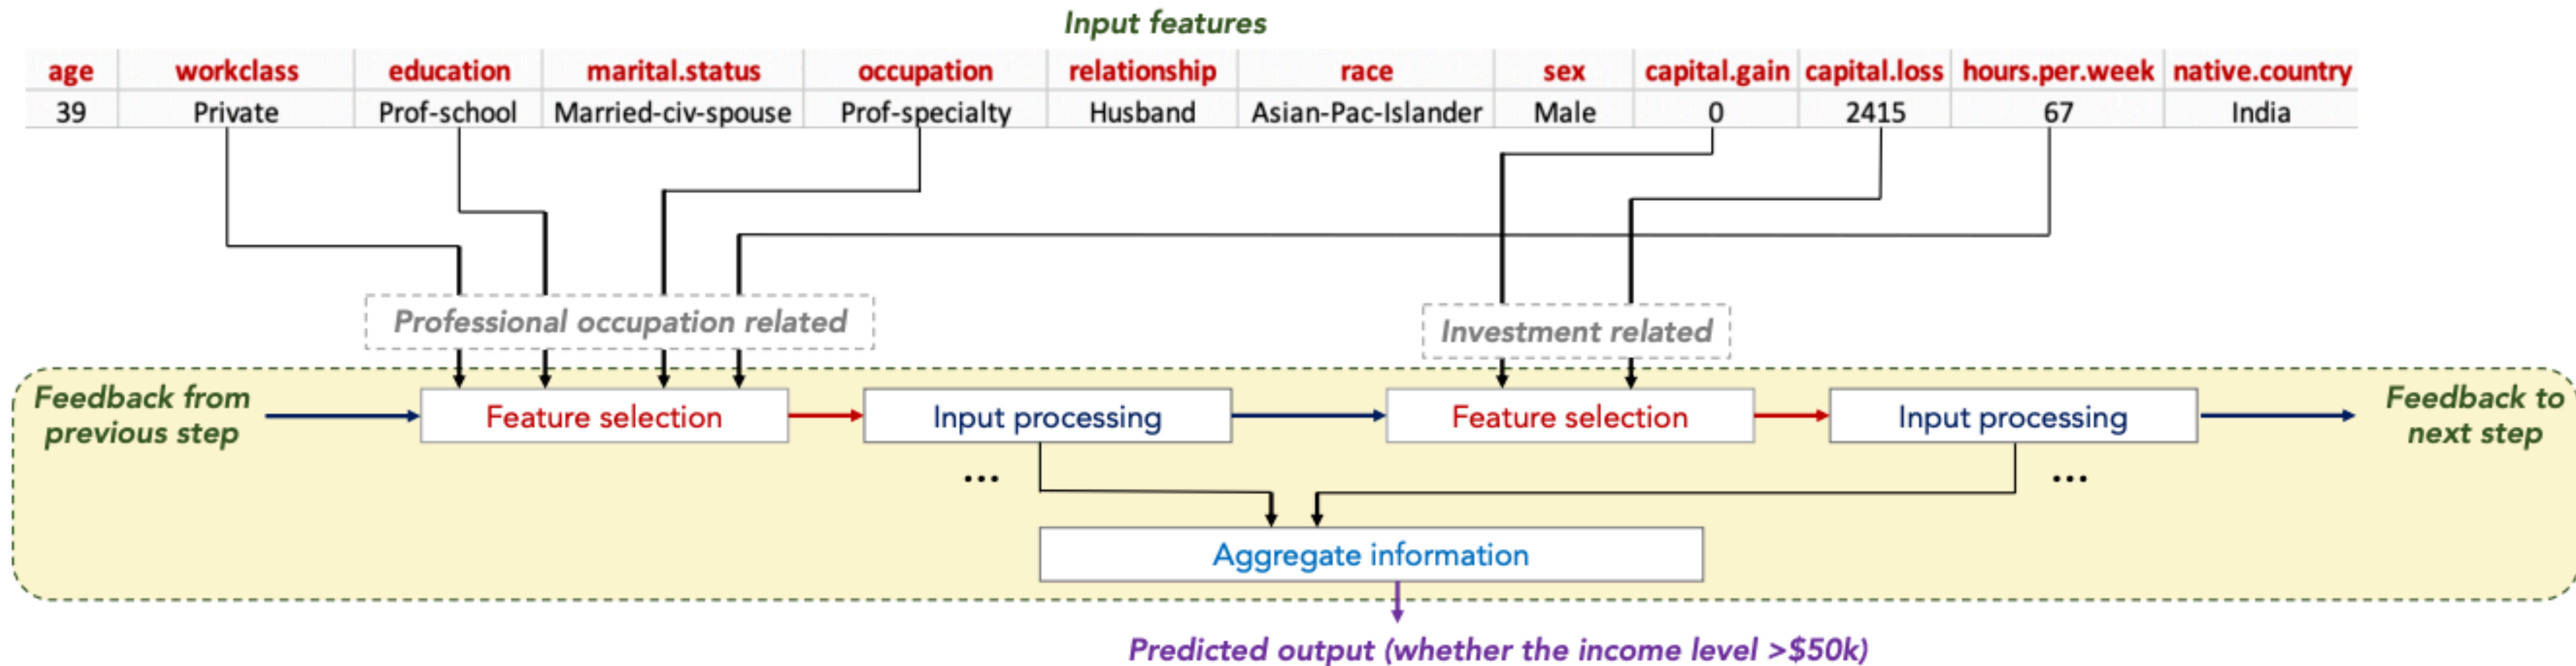 Input features
age workclass education marital.status occupation relationship race sex capital.gain capital.loss hours.per.week native.country
39 Private Prof-school Married-civ-spouse Prof-specialty Husband Asian-Pac-Islander Male 0 2415 67 India
Professional occupation related
Investment related
Feedback from
previous step
Feature selection
Input processing
Feature selection
Input processing
Feedback to
next step
...
...
Aggregate information
Predicted output (whether the income level >$50k)